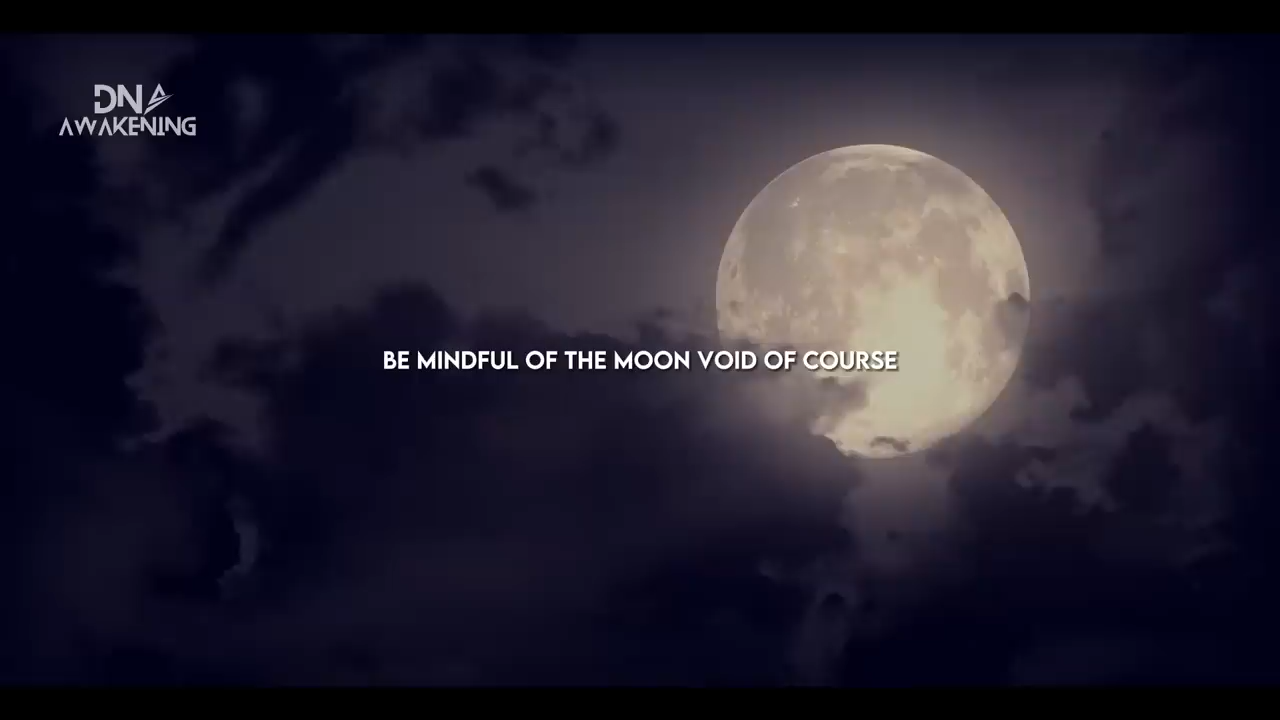 DNA
AWAKENING
BE MINDFUL OF THE MOON VOID OF COURSE